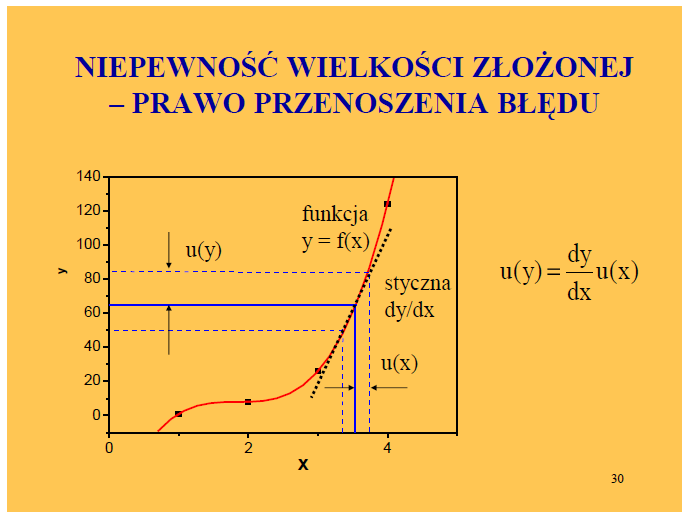 NIEPEWNOŚĆ WIELKOŚCI ZŁOŻONEJ
– PRAWO PRZENOSZENIA BŁĘDU
140
120
100
80
60
40
20
0
y
u(y)
funkcja
y = f(x)
styczna
dy/dx
u(x)
0
2
4
x
u(y) = dy/dx u(x)
30